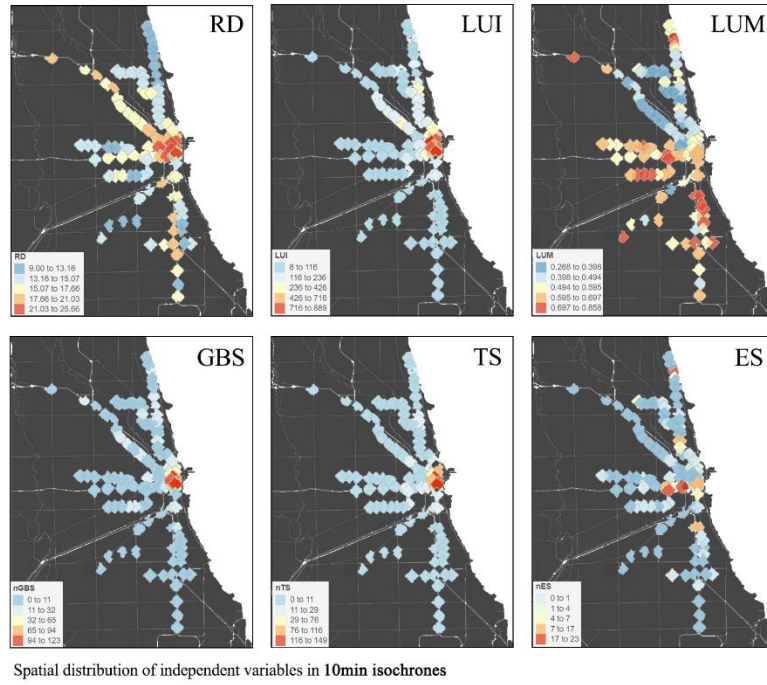 RD
LUI
LUM
RD
9.00 to 13.16
13.16 to 15.07
15.07 to 17.66
17.66 to 21.03
21.03 to 25.66
LUI
8 to 116
116 to 236
236 to 426
426 to 716
716 to 889
LUM
0.268 to 0.398
0.398 to 0.494
0.494 to 0.595
0.595 to 0.697
0.697 to 0.858
GBS
TS
ES
nGBS
0 to 11
11 to 32
32 to 65
65 to 94
94 to 123
nTS
0 to 11
11 to 29
29 to 76
76 to 116
116 to 149
nES
0 to 1
1 to 4
4 to 7
7 to 17
17 to 23
Spatial distribution of independent variables in 10min isochrones